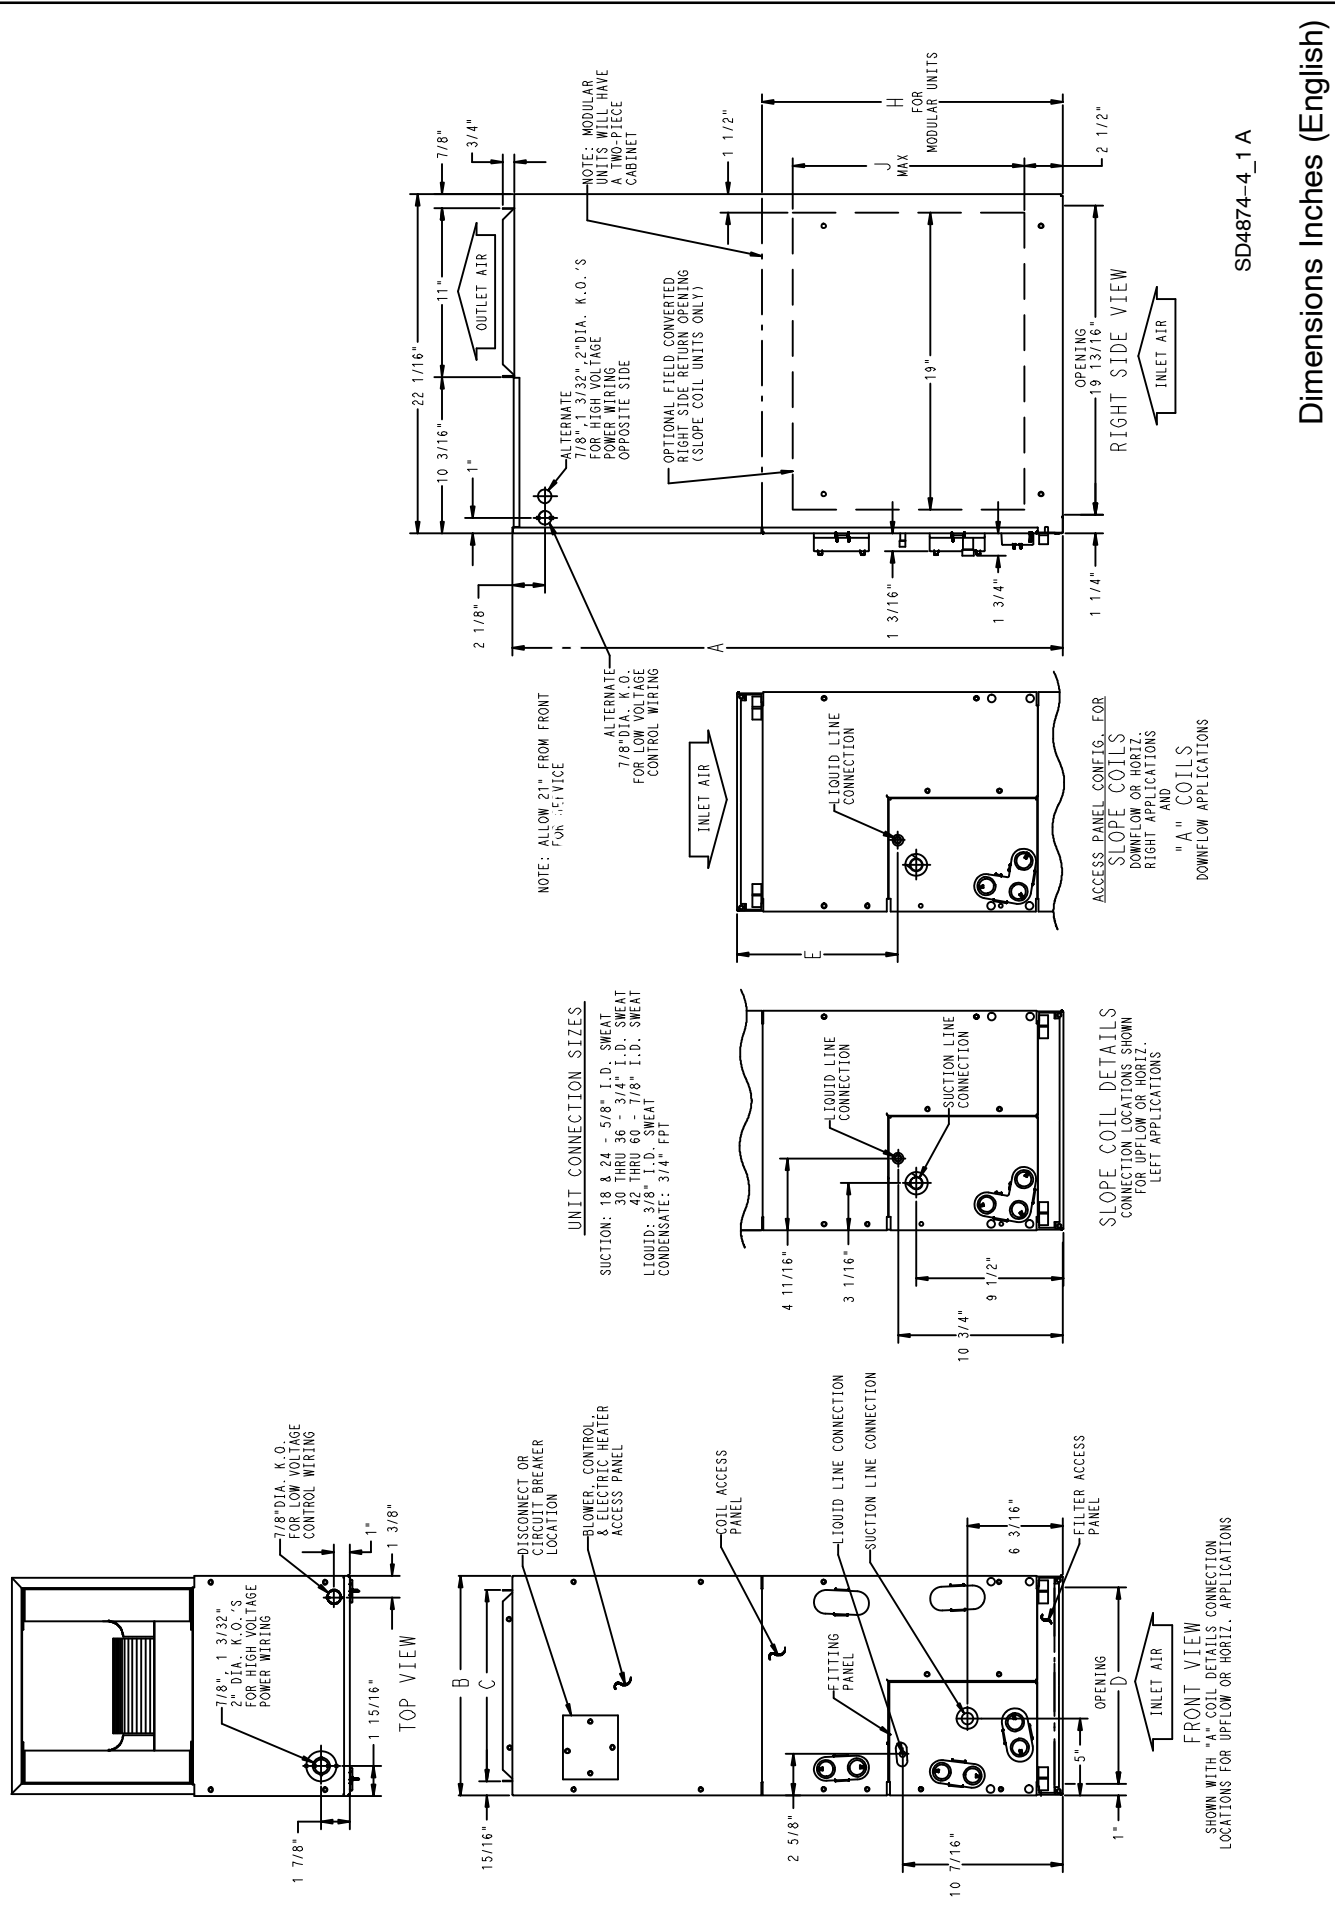 Dimensions Inches (English)
SD4874–4_1 A
7/8", 1 3/32"
2" DIA. K.O.'S
FOR HIGH VOLTAGE
POWER WIRING
7/8"DIA. K.O.
FOR LOW VOLTAGE
CONTROL WIRING
1 7/8"
1 15/16"
1"
1 3/8"
TOP VIEW
B
C
15/16"
DISCONNECT OR
CIRCUIT BREAKER
LOCATION
BLOWER, CONTROL,
& ELECTRIC HEATER
ACCESS PANEL
COIL ACCESS
PANEL
FITTING
PANEL
LIQUID LINE CONNECTION
SUCTION LINE CONNECTION
2 5/8"
10 7/16"
6 3/16"
FILTER ACCESS
PANEL
5"
1"
OPENING
D
INLET AIR
FRONT VIEW
SHOWN WITH "A" COIL DETAILS CONNECTION
LOCATIONS FOR UPFLOW OR HORIZ. APPLICATIONS
UNIT CONNECTION SIZES
SUCTION: 18 & 24 - 5/8" I.D. SWEAT
30 THRU 36 - 3/4" I.D. SWEAT
42 THRU 60 - 7/8" I.D. SWEAT
LIQUID: 3/8" I.D. SWEAT
CONDENSATE: 3/4" FPT
LIQUID LINE
CONNECTION
SUCTION LINE
CONNECTION
4 11/16"
3 1/16"
9 1/2"
10 3/4"
SLOPE COIL DETAILS
CONNECTION LOCATIONS SHOWN
FOR UPFLOW OR HORIZ.
LEFT APPLICATIONS
NOTE: ALLOW 21" FROM FRONT
FOR SERVICE
INLET AIR
LIQUID LINE
CONNECTION
E
ACCESS PANEL CONFIG. FOR
SLOPE COILS
DOWNFLOW OR HORIZ.
RIGHT APPLICATIONS
AND
"A" COILS
DOWNFLOW APPLICATIONS
22 1/16"
10 3/16"
11"
7/8"
3/4"
1"
2 1/8"
OUTLET AIR
ALTERNATE
7/8",1 3/32",2"DIA. K.O.'S
FOR HIGH VOLTAGE
POWER WIRING
OPPOSITE SIDE
ALTERNATE
7/8"DIA. K.O.
FOR LOW VOLTAGE
CONTROL WIRING
NOTE: MODULAR
UNITS WILL HAVE
A TWO-PIECE
CABINET
OPTIONAL FIELD CONVERTED
RIGHT SIDE RETURN OPENING
(SLOPE COIL UNITS ONLY)
1 1/2"
A
19"
H
FOR
MODULAR UNITS
J
MAX
2 1/2"
1 3/16"
1 3/4"
1 1/4"
OPENING
19 13/16"
RIGHT SIDE VIEW
INLET AIR